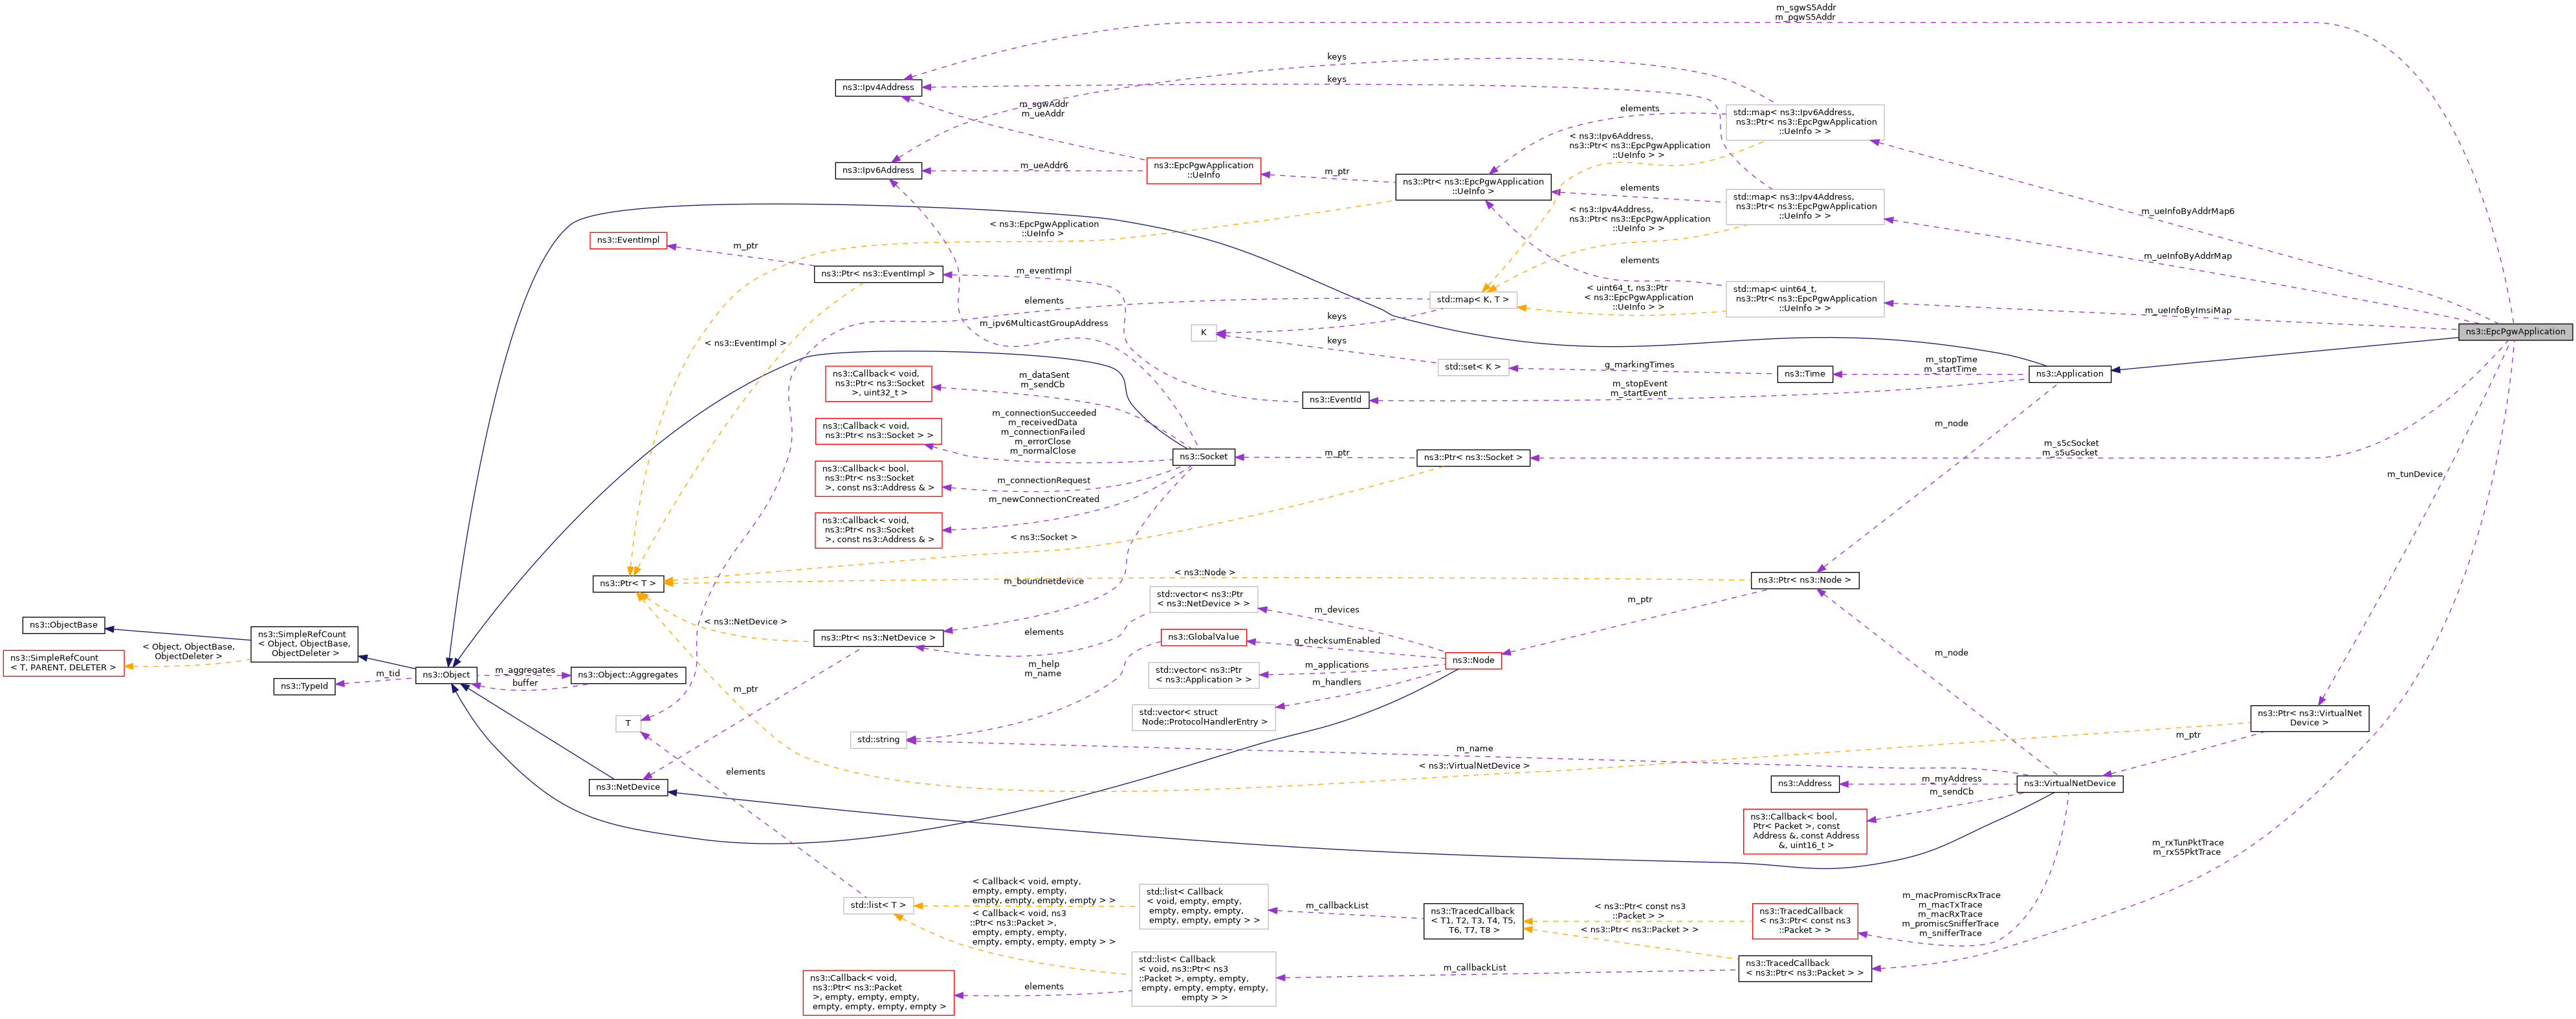 m_sgwS5Addr
m_pgwS5Addr
keys
keys
ns3::Ipv4Address
m_sgwAddr
m_ueAddr
elements
std::map< ns3::Ipv6Address,
ns3::Ptr< ns3::EpcPgwApplication
::UeInfo > >
< ns3::Ipv6Address,
ns3::Ptr< ns3::EpcPgwApplication
::UeInfo > >
ns3::Ipv6Address
m_ueAddr6
ns3::EpcPgwApplication
::UeInfo
m_ptr
ns3::Ptr< ns3::EpcPgwApplication
::UeInfo >
elements
std::map< ns3::Ipv4Address,
ns3::Ptr< ns3::EpcPgwApplication
::UeInfo > >
m_ueInfoByAddrMap6
< ns3::Ipv4Address,
ns3::Ptr< ns3::EpcPgwApplication
::UeInfo > >
< ns3::EpcPgwApplication
::UeInfo >
ns3::EventImpl
m_ptr
ns3::Ptr< ns3::EventImpl >
m_eventImpl
elements
m_ueInfoByAddrMap
std::map< uint64_t,
ns3::Ptr< ns3::EpcPgwApplication
::UeInfo > >
< uint64_t, ns3::Ptr
< ns3::EpcPgwApplication
::UeInfo > >
std::map< K, T >
elements
m_ueInfoByImsiMap
ns3::EpcPgwApplication
m_ipv6MulticastGroupAddress
keys
K
keys
< ns3::EventImpl >
std::set< K >
g_markingTimes
ns3::Time
m_stopTime
m_startTime
ns3::Application
ns3::Callback< void,
ns3::Ptr< ns3::Socket
>, uint32_t >
m_dataSent
m_sendCb
ns3::EventId
m_stopEvent
m_startEvent
ns3::Callback< void,
ns3::Ptr< ns3::Socket > >
m_connectionSucceeded
m_receivedData
m_connectionFailed
m_errorClose
m_normalClose
m_node
ns3::Socket
m_ptr
ns3::Ptr< ns3::Socket >
m_s5cSocket
m_s5uSocket
ns3::Callback< bool,
ns3::Ptr< ns3::Socket
>, const ns3::Address & >
m_connectionRequest
m_tunDevice
m_newConnectionCreated
ns3::Callback< void,
ns3::Ptr< ns3::Socket
>, const ns3::Address & >
< ns3::Socket >
ns3::Ptr< T >
m_boundnetdevice
< ns3::Node >
ns3::Ptr< ns3::Node >
std::vector< ns3::Ptr
< ns3::NetDevice > >
m_devices
m_ptr
ns3::ObjectBase
ns3::SimpleRefCount
< Object, ObjectBase,
ObjectDeleter >
< ns3::NetDevice >
ns3::Ptr< ns3::NetDevice >
elements
ns3::GlobalValue
g_checksumEnabled
ns3::SimpleRefCount
< T, PARENT, DELETER >
< Object, ObjectBase,
ObjectDeleter >
ns3::TypeId
m_tid
ns3::Object
m_aggregates
buffer
ns3::Object::Aggregates
m_help
m_name
std::vector< ns3::Ptr
< ns3::Application > >
m_applications
ns3::Node
m_handlers
m_node
m_ptr
std::vector< struct
Node::ProtocolHandlerEntry >
T
ns3::Ptr< ns3::VirtualNet
Device >
std::string
m_name
m_ptr
< ns3::VirtualNetDevice >
elements
ns3::NetDevice
ns3::Address
m_myAddress
m_sendCb
ns3::VirtualNetDevice
ns3::Callback< bool,
Ptr< Packet >, const
Address &, const Address
&, uint16_t >
m_rxTunPktTrace
m_rxS5PktTrace
std::list< T >
< Callback< void, empty,
empty, empty, empty,
empty, empty, empty, empty > >
< Callback< void, ns3
::Ptr< ns3::Packet >,
empty, empty, empty,
empty, empty, empty, empty > >
std::list< Callback
< void, empty, empty,
empty, empty, empty,
empty, empty, empty > >
m_callbackList
ns3::TracedCallback
< T1, T2, T3, T4, T5,
T6, T7, T8 >
< ns3::Ptr< const ns3
::Packet > >
< ns3::Ptr< ns3::Packet > >
ns3::TracedCallback
< ns3::Ptr< const ns3
::Packet > >
m_macPromiscRxTrace
m_macTxTrace
m_macRxTrace
m_promiscSnifferTrace
m_snifferTrace
ns3::Callback< void,
ns3::Ptr< ns3::Packet
>, empty, empty, empty,
empty, empty, empty, empty >
elements
std::list< Callback
< void, ns3::Ptr< ns3
::Packet >, empty, empty,
empty, empty, empty, empty,
empty > >
m_callbackList
ns3::TracedCallback
< ns3::Ptr< ns3::Packet > >